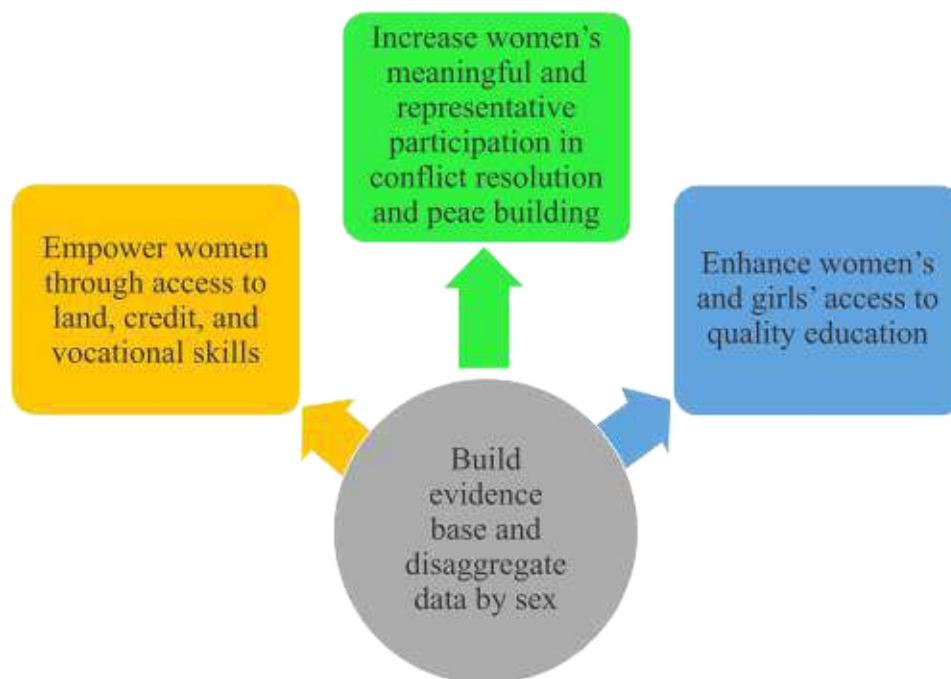 Increase women’s
meaningful and
representative
participation in
conflict resolution
and peae building
Empower women
through access to
land, credit, and
vocational skills
Enhance women’s
and girls’ access to
quality education
Build
evidence
base and
disaggregate
data by sex